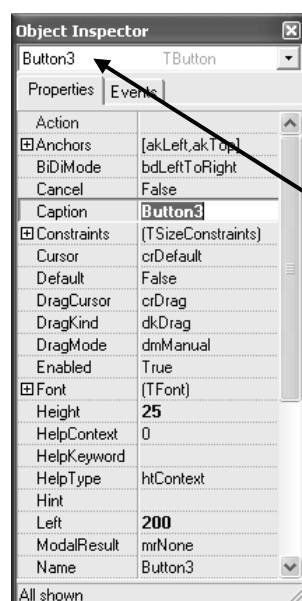 Object Inspector
Button3 TButton
Properties Events
Action
Anchors [akLeft,akTop]
BiDiMode bdLeftToRight
Cancel False
Caption Button3
Constraints (TSizeConstraints)
Cursor crDefault
Default False
DragCursor crDrag
DragKind dkDrag
DragMode dmManual
Enabled True
Font (TFont)
Height 25
HelpContext 0
HelpKeyword
HelpType htContext
Hint
Left 200
ModalResult mrNone
Name Button3
All shown